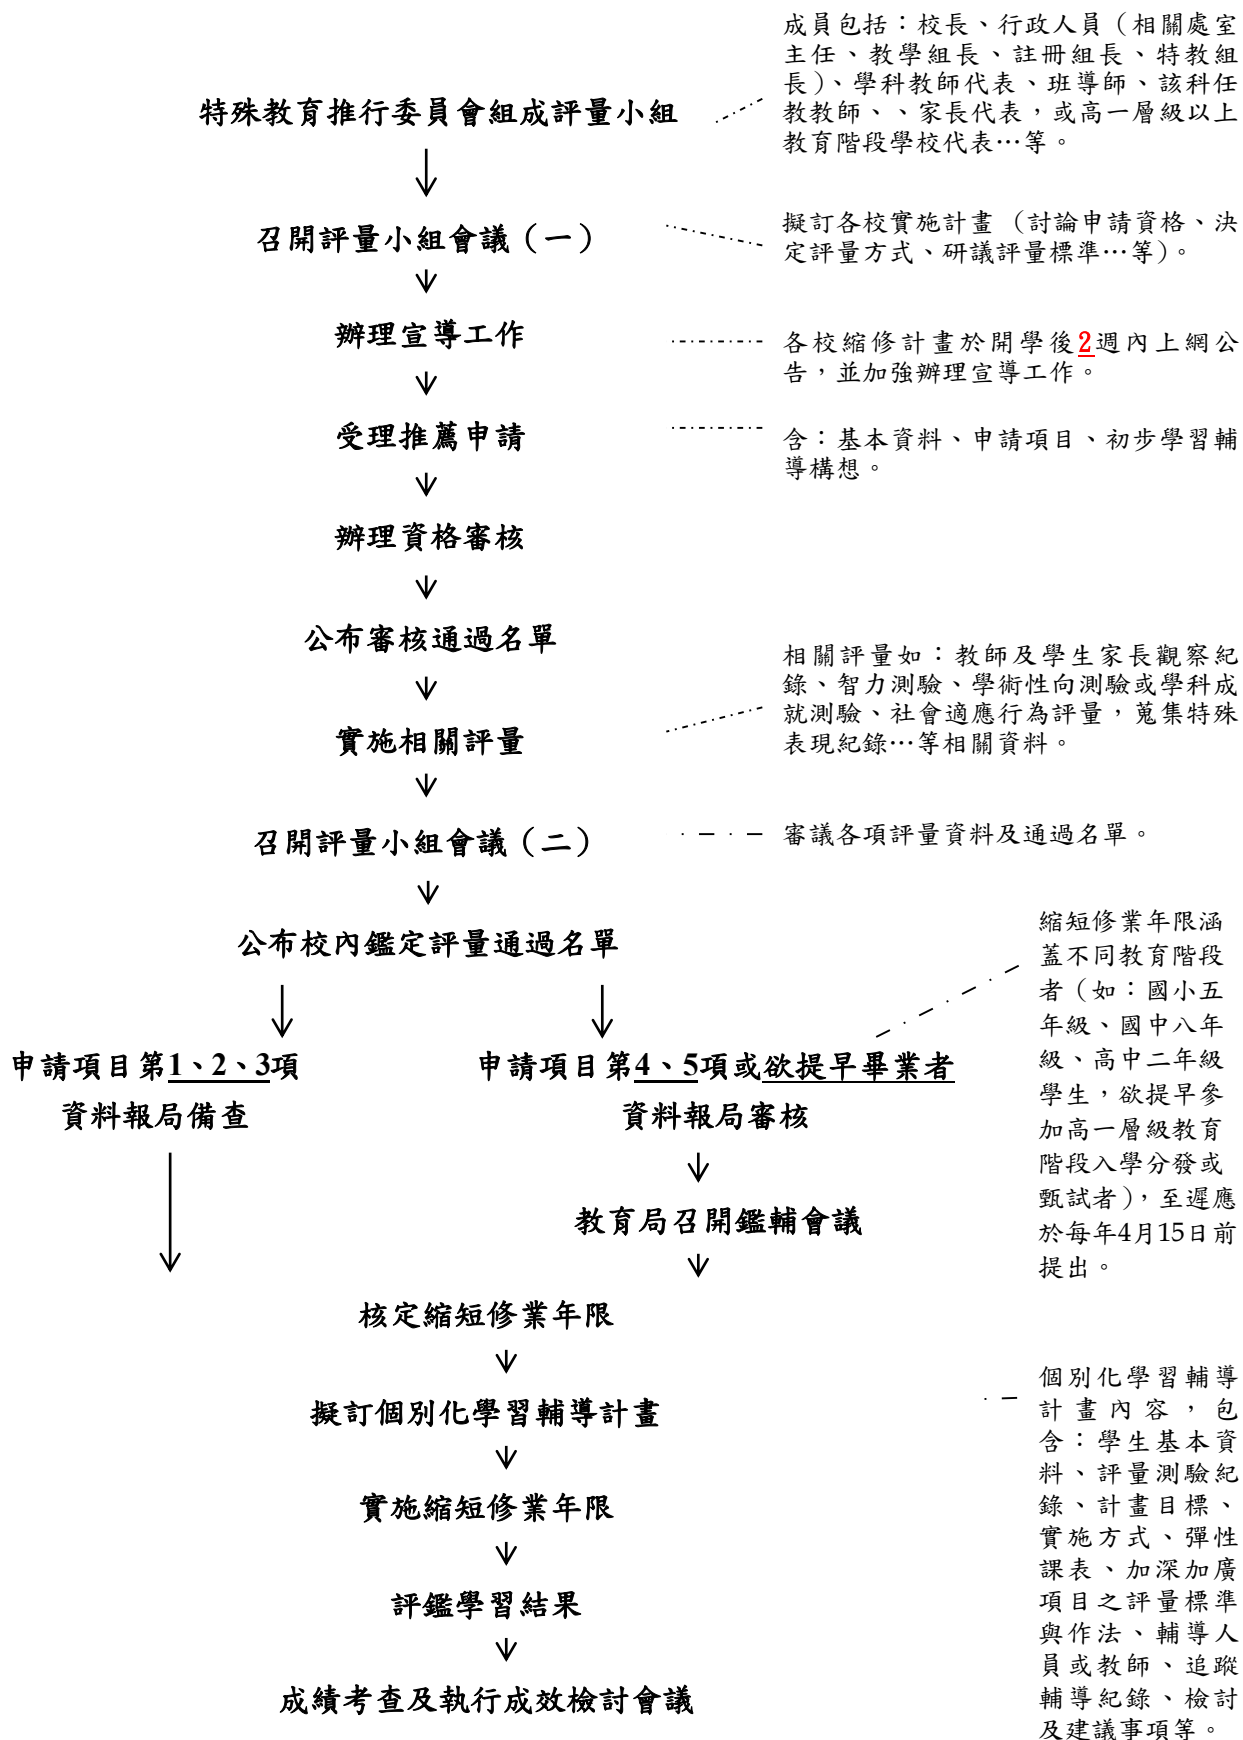 成員包括：校長、行政人員（相關處室
主任、教學組長、註冊組長、特教組
長）、學科教師代表、班導師、該科任
教教師、、家長代表，或高一層級以上
教育階段學校代表…等。
特殊教育推行委員會組成評量小組
召開評量小組會議（一）
擬訂各校實施計畫 （討論申請資格、決
定評量方式、研議評量標準…等）。
辦理宣導工作
各校縮修計畫於開學後2週內上網公
告，並加強辦理宣導工作。
受理推薦申請
含：基本資料、申請項目、初步學習輔
導構想。
辦理資格審核
公布審核通過名單
相關評量如：教師及學生家長觀察紀
錄、智力測驗、學術性向測驗或學科成
就測驗、社會適應行為評量，蒐集特殊
表現紀錄…等相關資料。
實施相關評量
召開評量小組會議（二）
審議各項評量資料及通過名單。
公布校內鑑定評量通過名單
縮短修業年限涵
蓋不同教育階段
者（如：國小五
年級、國中八年
級、高中二年級
學生，欲提早參
加高一層級教育
階段入學分發或
甄試者），至遲應
於每年4月15日前
提出。
申請項目第1、2、3項
資料報局備查
申請項目第4、5項或欲提早畢業者
資料報局審核
教育局召開鑑輔會議
核定縮短修業年限
擬訂個別化學習輔導計畫
個別化學習輔導
計畫內容，包
含：學生基本資
料、評量測驗紀
錄、計畫目標、
實施方式、彈性
課表、加深加廣
項目之評量標準
與作法、輔導人
員或教師、追蹤
輔導紀錄、檢討
及建議事項等。
實施縮短修業年限
評鑑學習結果
成績考查及執行成效檢討會議